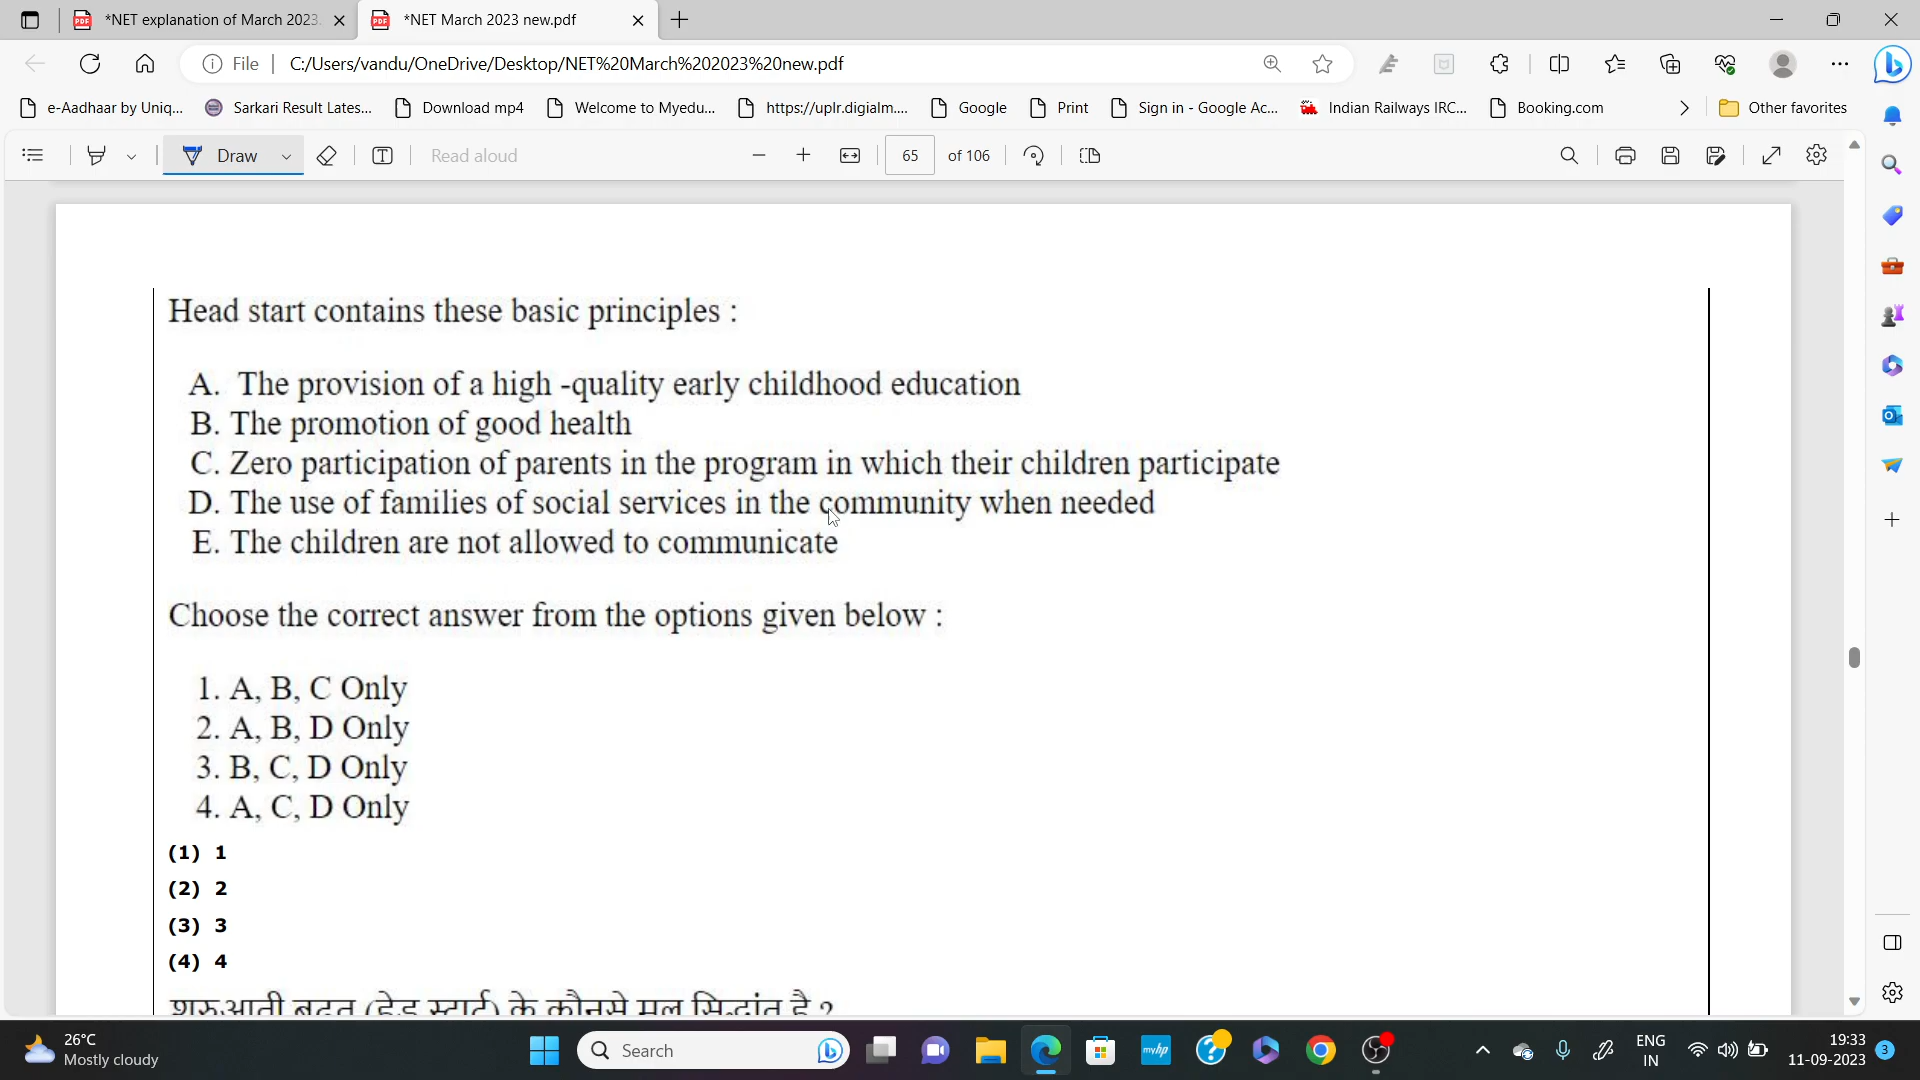 *NET explanation of March 2023.
*NET March 2023 new.pdf
File
C:/Users/vandu/OneDrive/Desktop/NET%20March%202023%20new.pdf
e-Aadhaar by Uniq...
Sarkari Result Lates...
Download mp4
Welcome to Myedu...
https://uplr.digialm....
Google
Print
Sign in - Google Ac...
Indian Railways IRC...
Booking.com
Other favorites
Draw
Read aloud
65
of 106
Head start contains these basic principles :
A. The provision of a high -quality early childhood education
B. The promotion of good health
C. Zero participation of parents in the program in which their children participate
D. The use of families of social services in the community when needed
E. The children are not allowed to communicate
Choose the correct answer from the options given below :
1. A, B, C Only
2. A, B, D Only
3. B, C, D Only
4. A, C, D Only
(1) 1
(2) 2
(3) 3
(4) 4
शुरुआती बढ़त (हेड स्टार्ट) के कौनसे मूल सिद्धांत है ?
26°C
Mostly cloudy
Search
myhp
ENG
IN
19:33
11-09-2023
3